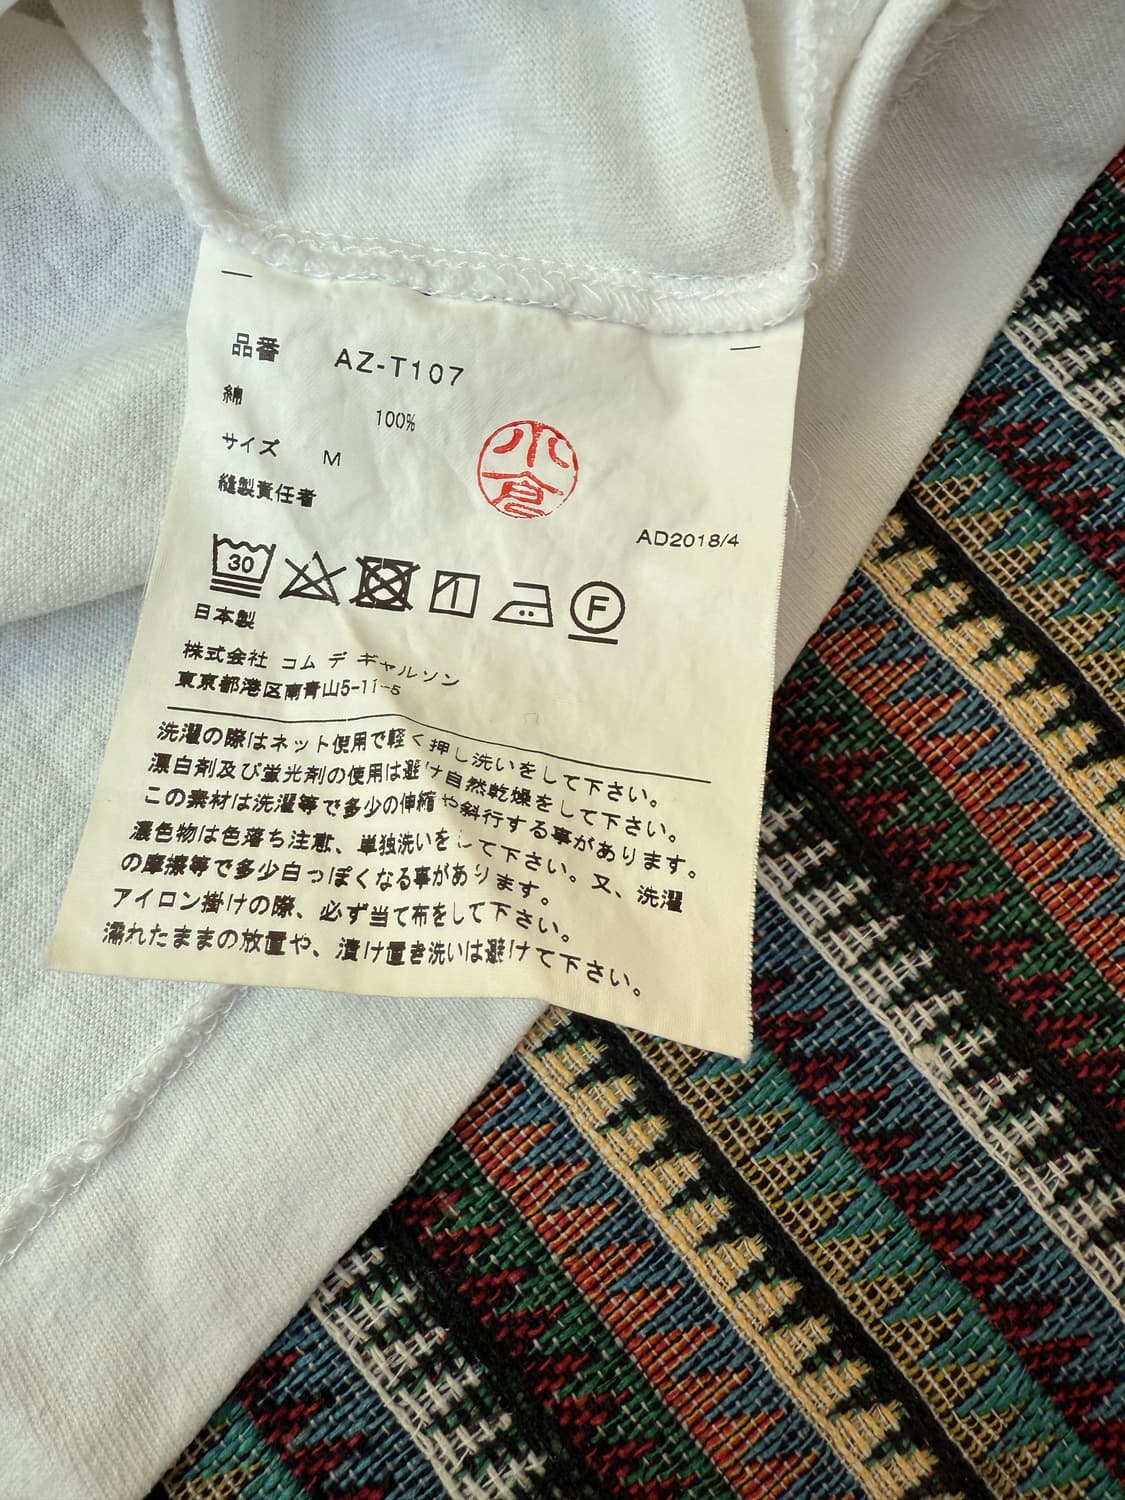 品番 AZ-T107
綿 100%
サイズ M
縫製責任者
小倉
AD2018/4
30
F
日本製
株式会社 コム デ ギャルソン
東京都港区南青山5-11-5
洗濯の際はネット使用で軽く押し洗いをして下さい。
漂白剤及び蛍光剤の使用は避け自然乾燥をして下さい。
この素材は洗濯等で多少の伸縮や斜行する事があります。
濃色物は色落ち注意、単独洗いをして下さい。又、洗濯
の摩擦等で多少白っぽくなる事があります。
アイロン掛けの際、必ず当て布をして下さい。
濡れたままの放置や、漬け置き洗いは避けて下さい。